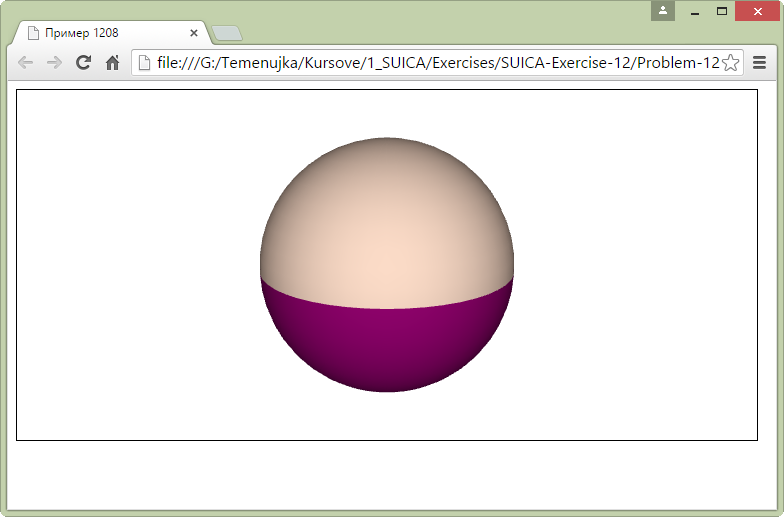 Пример 1208
file:///G:/Temenujka/Kursove/1_SUICA/Exercises/SUICA-Exercise-12/Problem-12